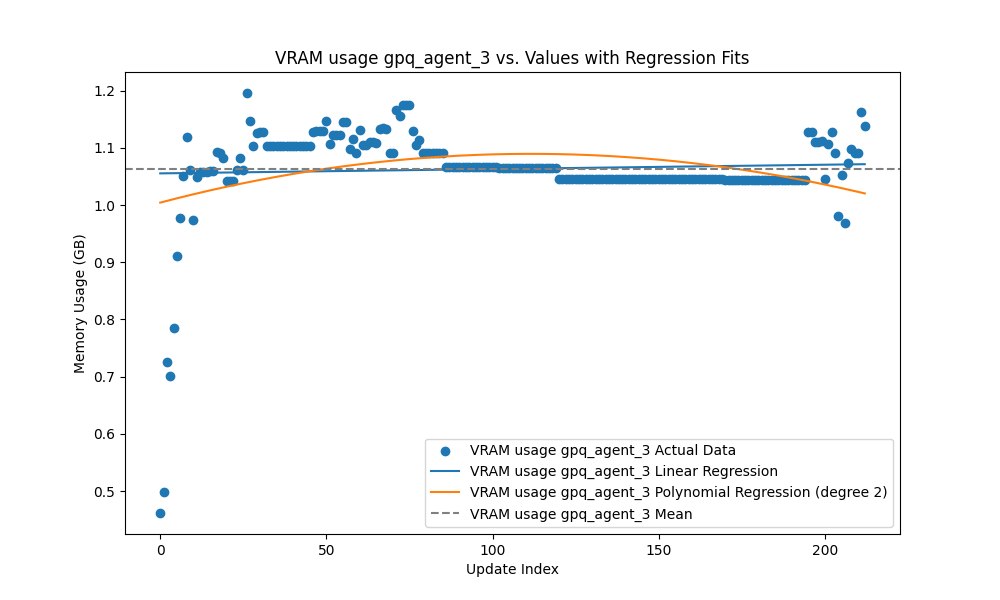 VRAM usage gpq_agent_3 vs. Values with Regression Fits
1.2
1.1
1.0
0.9
0.8
0.7
0.6
0.5
Memory Usage (GB)
VRAM usage gpq_agent_3 Actual Data
VRAM usage gpq_agent_3 Linear Regression
VRAM usage gpq_agent_3 Polynomial Regression (degree 2)
VRAM usage gpq_agent_3 Mean
0 50 100 150 200
Update Index